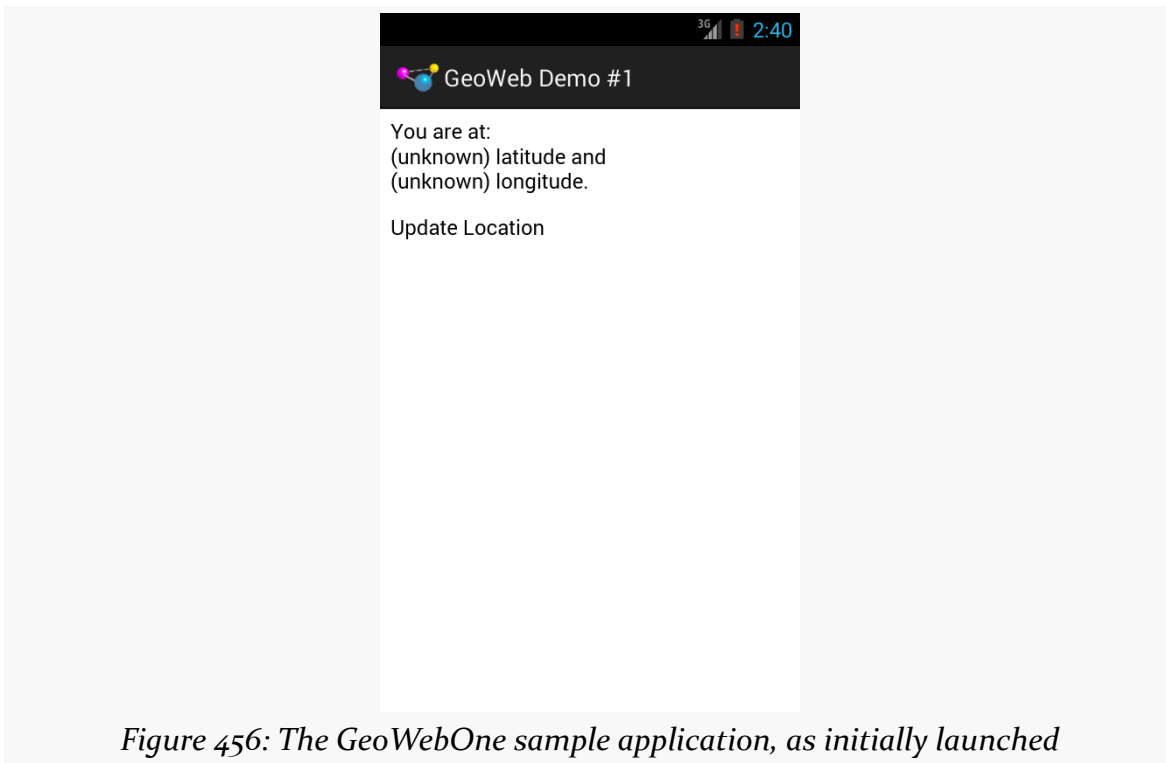 3G 2:40
GeoWeb Demo #1
You are at:
(unknown) latitude and
(unknown) longitude.
Update Location
Figure 456: The GeoWebOne sample application, as initially launched